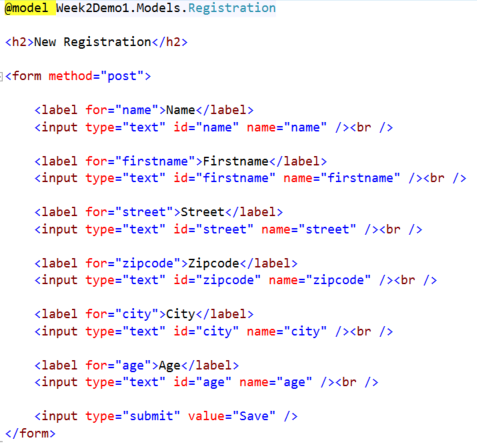 @model Week2Demo1.Models.Registration
<h2>New Registration</h2>
<form method="post">
<label for="name">Name</label>
<input type="text" id="name" name="name" /><br />
<label for="firstname">Firstname</label>
<input type="text" id="firstname" name="firstname" /><br />
<label for="street">Street</label>
<input type="text" id="street" name="street" /><br />
<label for="zipcode">Zipcode</label>
<input type="text" id="zipcode" name="zipcode" /><br />
<label for="city">City</label>
<input type="text" id="city" name="city" /><br />
<label for="age">Age</label>
<input type="text" id="age" name="age" /><br />
<input type="submit" value="Save" />
</form>